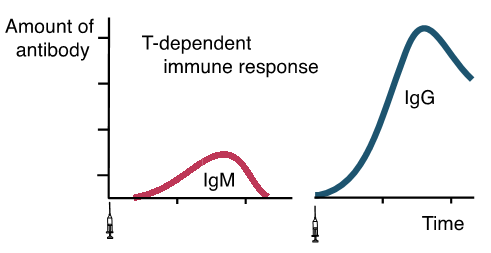 Amount of
antibody
T-dependent
immune response
IgM
IgG
Time